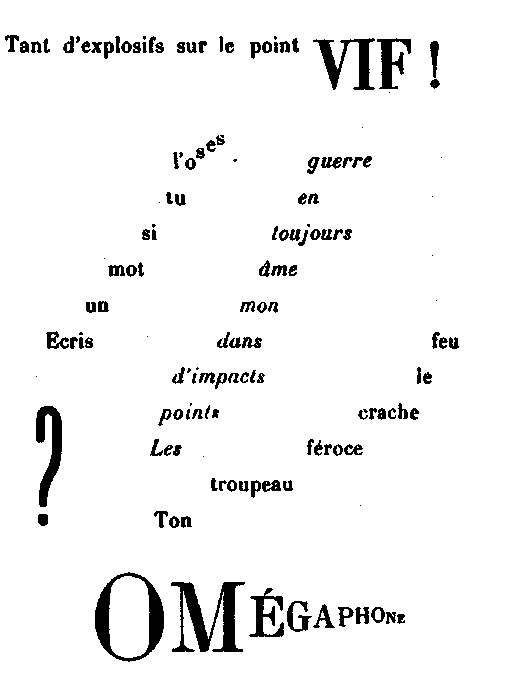 Tant d'explosifs sur le point VIF !
Ecris un mot si tu l'oses
?
Les points d'impacts dans mon âme toujours en guerre
Ton troupeau féroce crache le feu
OMÉGAPHONE